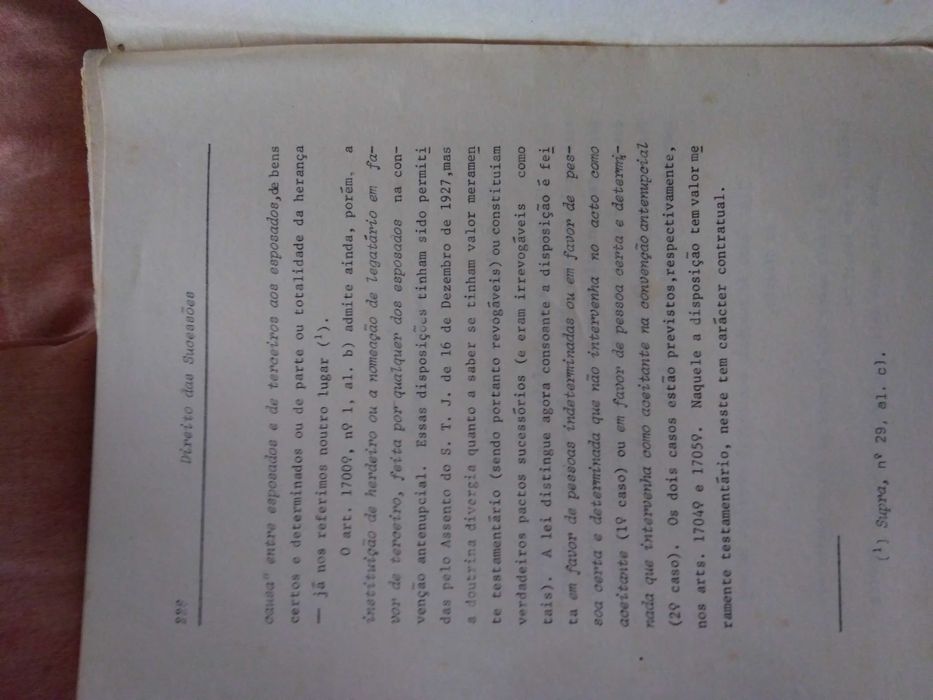 228 Direito das Sucessões
causa" entre esposados e de terceiros aos esposados,de bens
certos e determinados ou de parte ou totalidade da herança
— já nos referimos noutro lugar (¹).
O art. 1700º, nº 1, al. b) admite ainda, porém, a
instituição de herdeiro ou a nomeação de legatário em fa-
vor de terceiro, feita por qualquer dos esposados na con-
venção antenupcial. Essas disposições tinham sido permiti
das pelo Assento do S. T. J. de 16 de Dezembro de 1927,mas
a doutrina divergia quanto a saber se tinham valor meramen
te testamentário (sendo portanto revogáveis) ou constituiam
verdadeiros pactos sucessórios (e eram irrevogáveis como
tais). A lei distingue agora consoante a disposição é fei
ta em favor de pessoas indeterminadas ou em favor de pes-
soa certa e determinada que não intervenha no acto como
aceitante (1º caso) ou em favor de pessoa certa e determi-
nada que intervenha como aceitante na convenção antenupcial
(2º caso). Os dois casos estão previstos,respectivamente,
nos arts. 1704º e 1705º. Naquele a disposição tem valor me
ramente testamentário, neste tem carácter contratual.
(¹) Supra, nº 29, al. c).